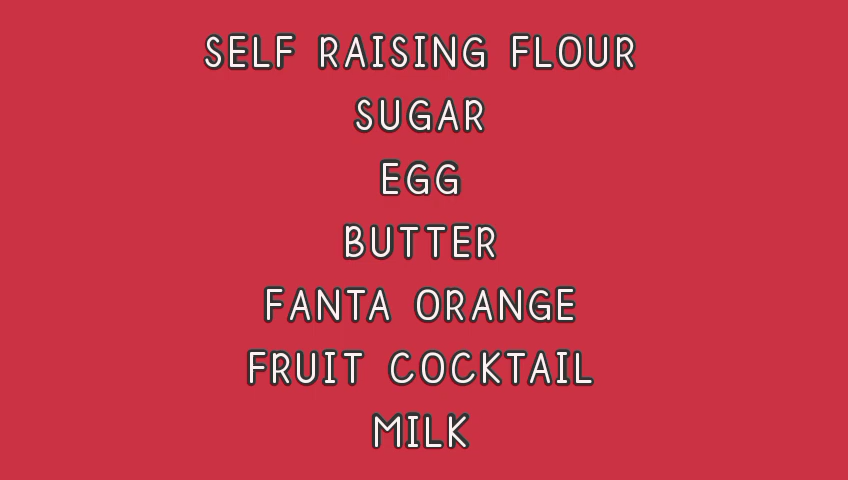 SELF RAISING FLOUR
SUGAR
EGG
BUTTER
FANTA ORANGE
FRUIT COCKTAIL
MILK